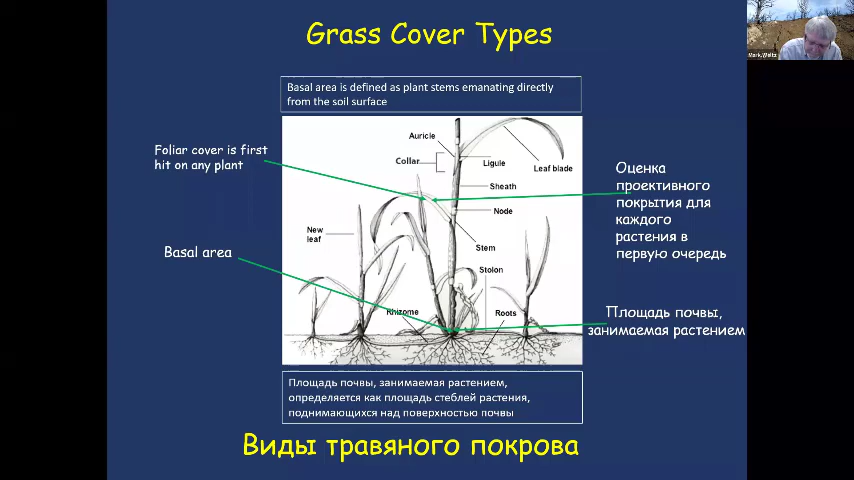 Grass Cover Types
Mark Weltz
Basal area is defined as plant stems emanating directly
from the soil surface
Foliar cover is first
hit on any plant
Basal area
Auricle
Collar
Ligule
Leaf blade
Sheath
Node
New
leaf
Stem
Stolon
Rhizome
Roots
Оценка
проективного
покрытия для
каждого
растения в
первую очередь
Площадь почвы,
занимаемая растением
Площадь почвы, занимаемая растением,
определяется как площадь стеблей растения,
поднимающихся над поверхностью почвы
Виды травяного покрова